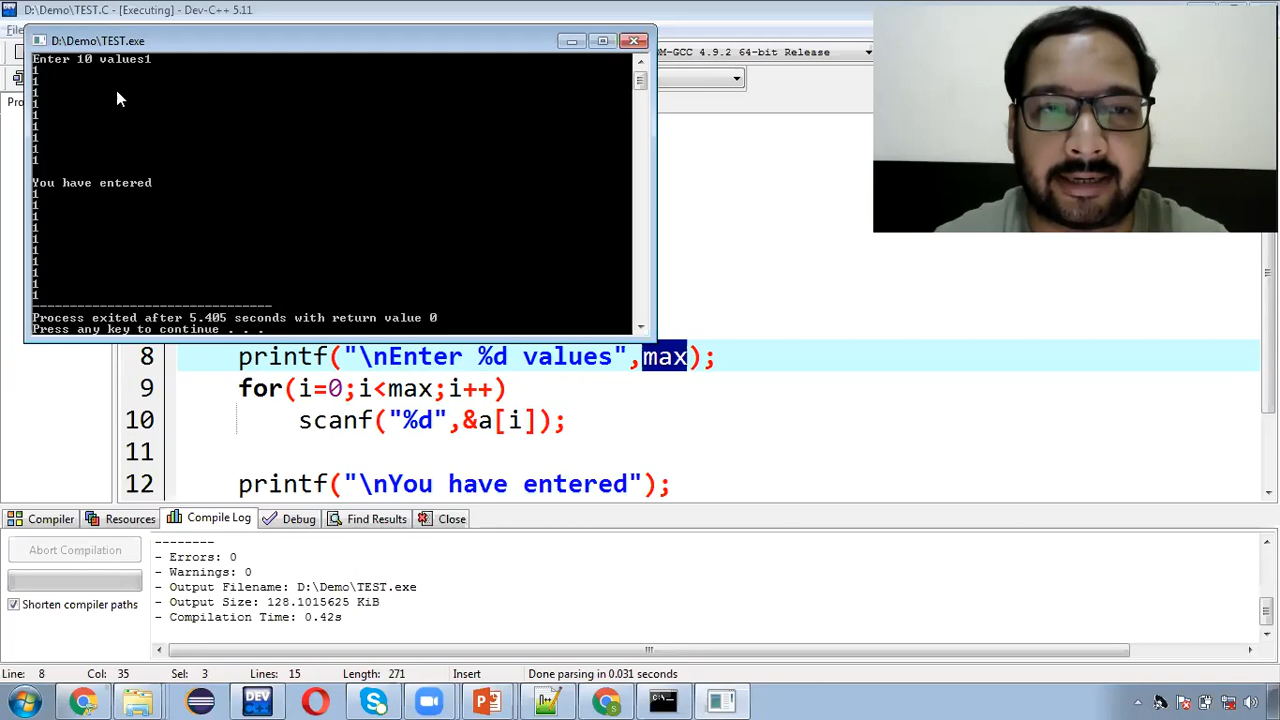 D:\Demo\TEST.C - [Executing] - Dev-C++ 5.11
D:\Demo\TEST.exe
Enter 10 values1
1
1
1
1
1
1
1
1
1
You have entered
1
1
1
1
1
1
1
1
1
1
--------------------------------
Process exited after 5.405 seconds with return value 0
Press any key to continue . . .
M-GCC 4.9.2 64-bit Release
8 printf("\nEnter %d values",max);
9 for(i=0;i<max;i++)
10 scanf("%d",&a[i]);
11
12 printf("\nYou have entered");
Compiler Resources Compile Log Debug Find Results Close
Abort Compilation
Shorten compiler paths
--------
- Errors: 0
- Warnings: 0
- Output Filename: D:\Demo\TEST.exe
- Output Size: 128.1015625 KiB
- Compilation Time: 0.42s
Line: 8 Col: 35 Sel: 3 Lines: 15 Length: 271 Insert Done parsing in 0.031 seconds
DEV C++